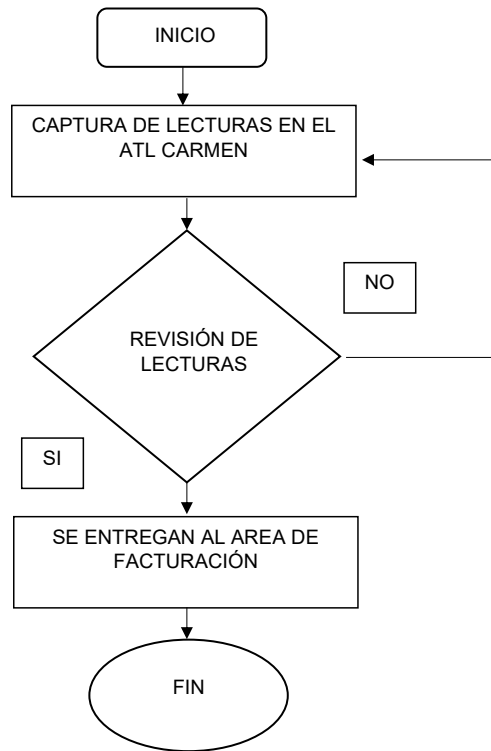 INICIO
CAPTURA DE LECTURAS EN EL
ATL CARMEN
NO
REVISIÓN DE
LECTURAS
SI
SE ENTREGAN AL AREA DE
FACTURACIÓN
FIN